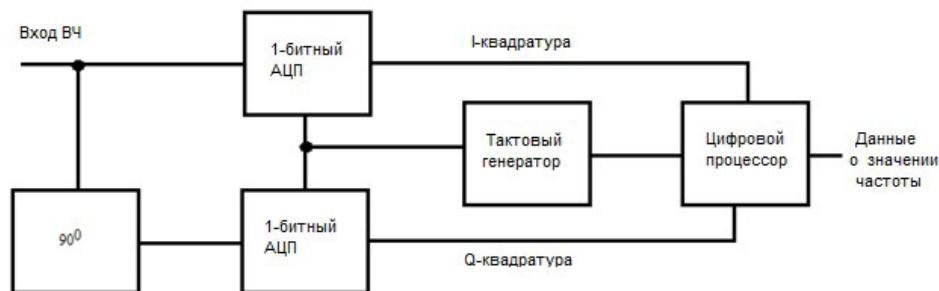 Вход ВЧ
1-битный
АЦП
I-квадратура
Тактовый
генератор
Цифровой
процессор
Данные
о значении
частоты
90⁰
1-битный
АЦП
Q-квадратура